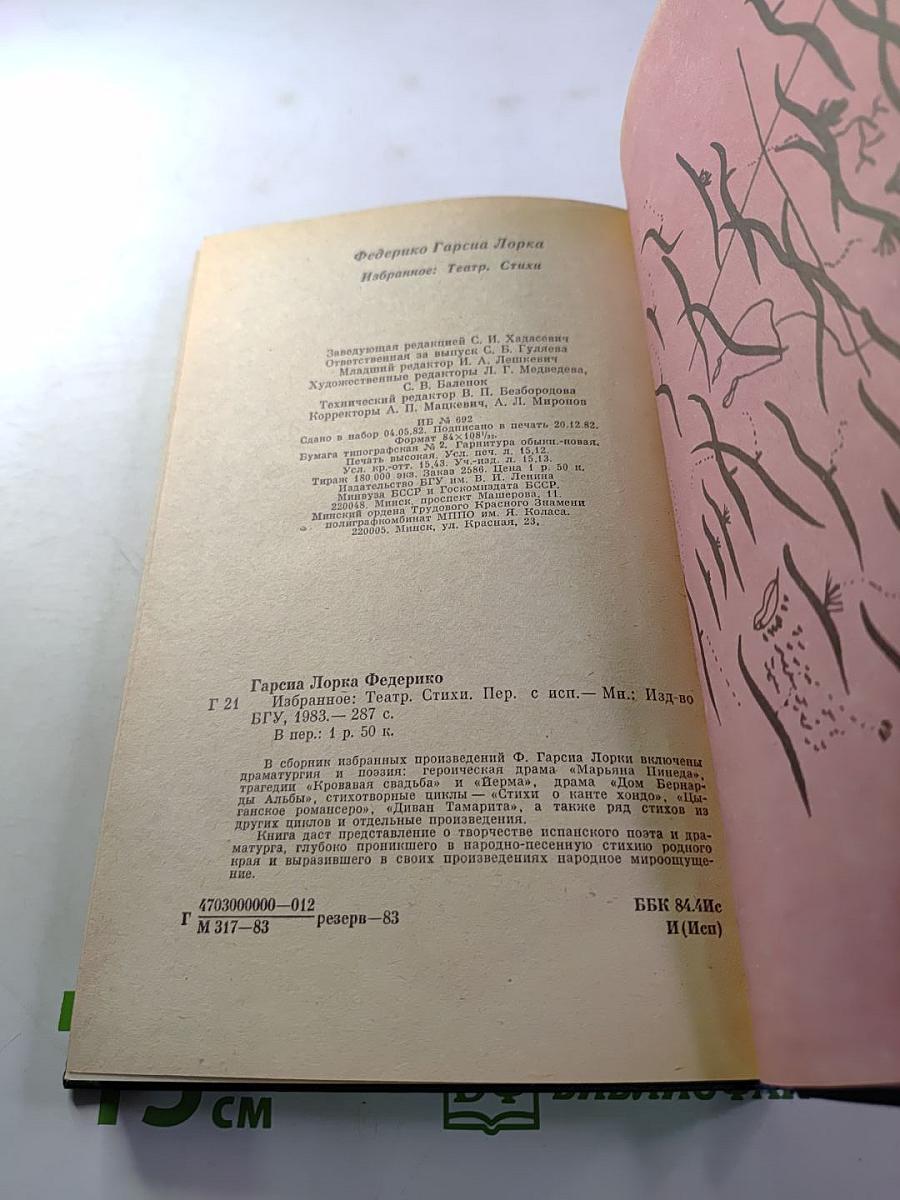 Федерико Гарсиа Лорка
Избранное: Театр. Стихи
Заведующая редакцией С. И. Хадасевич
Ответственная за выпуск С. Б. Гуляева
Младший редактор И. А. Лешкевич
Художественные редакторы Л. Г. Медведева,
С. В. Баленок
Технический редактор В. П. Безбородова
Корректоры А. П. Мацкевич, А. Л. Миронов
ИБ № 692
Сдано в набор 04.05.82. Подписано в печать 20.12.82.
Формат 84×108¹/₃₂.
Бумага типографская № 2. Гарнитура обыкн.-новая.
Печать высокая. Усл. печ. л. 15,12.
Усл. кр.-отт. 15,43. Уч.-изд. л. 15,13.
Тираж 180 000 экз. Заказ 2586. Цена 1 р. 50 к.
Издательство БГУ им. В. И. Ленина
Минвуза БССР и Госкомиздата БССР.
220048. Минск, проспект Машерова, 11.
Минский ордена Трудового Красного Знамени
полиграфкомбинат МППО им. Я. Коласа.
220005. Минск, ул. Красная, 23.
Гарсиа Лорка Федерико
Г 21 Избранное: Театр. Стихи. Пер. с исп.— Мн.: Изд-во
БГУ, 1983.— 287 с.
В пер.: 1 р. 50 к.
В сборник избранных произведений Ф. Гарсиа Лорки включены
драматургия и поэзия: героическая драма «Марьяна Пинеда»,
трагедии «Кровавая свадьба» и «Йерма», драма «Дом Бернар-
ды Альбы», стихотворные циклы — «Стихи о канте хондо», «Цы-
ганское романсеро», «Диван Тамарита», а также ряд стихов из
других циклов и отдельные произведения.
Книга даст представление о творчестве испанского поэта и дра-
матурга, глубоко проникшего в народно-песенную стихию родного
края и выразившего в своих произведениях народное мироощуще-
ние.
Г 4703000000—012
М 317—83 резерв—83
ББК 84.4Ис
И(Исп)
15 СМ